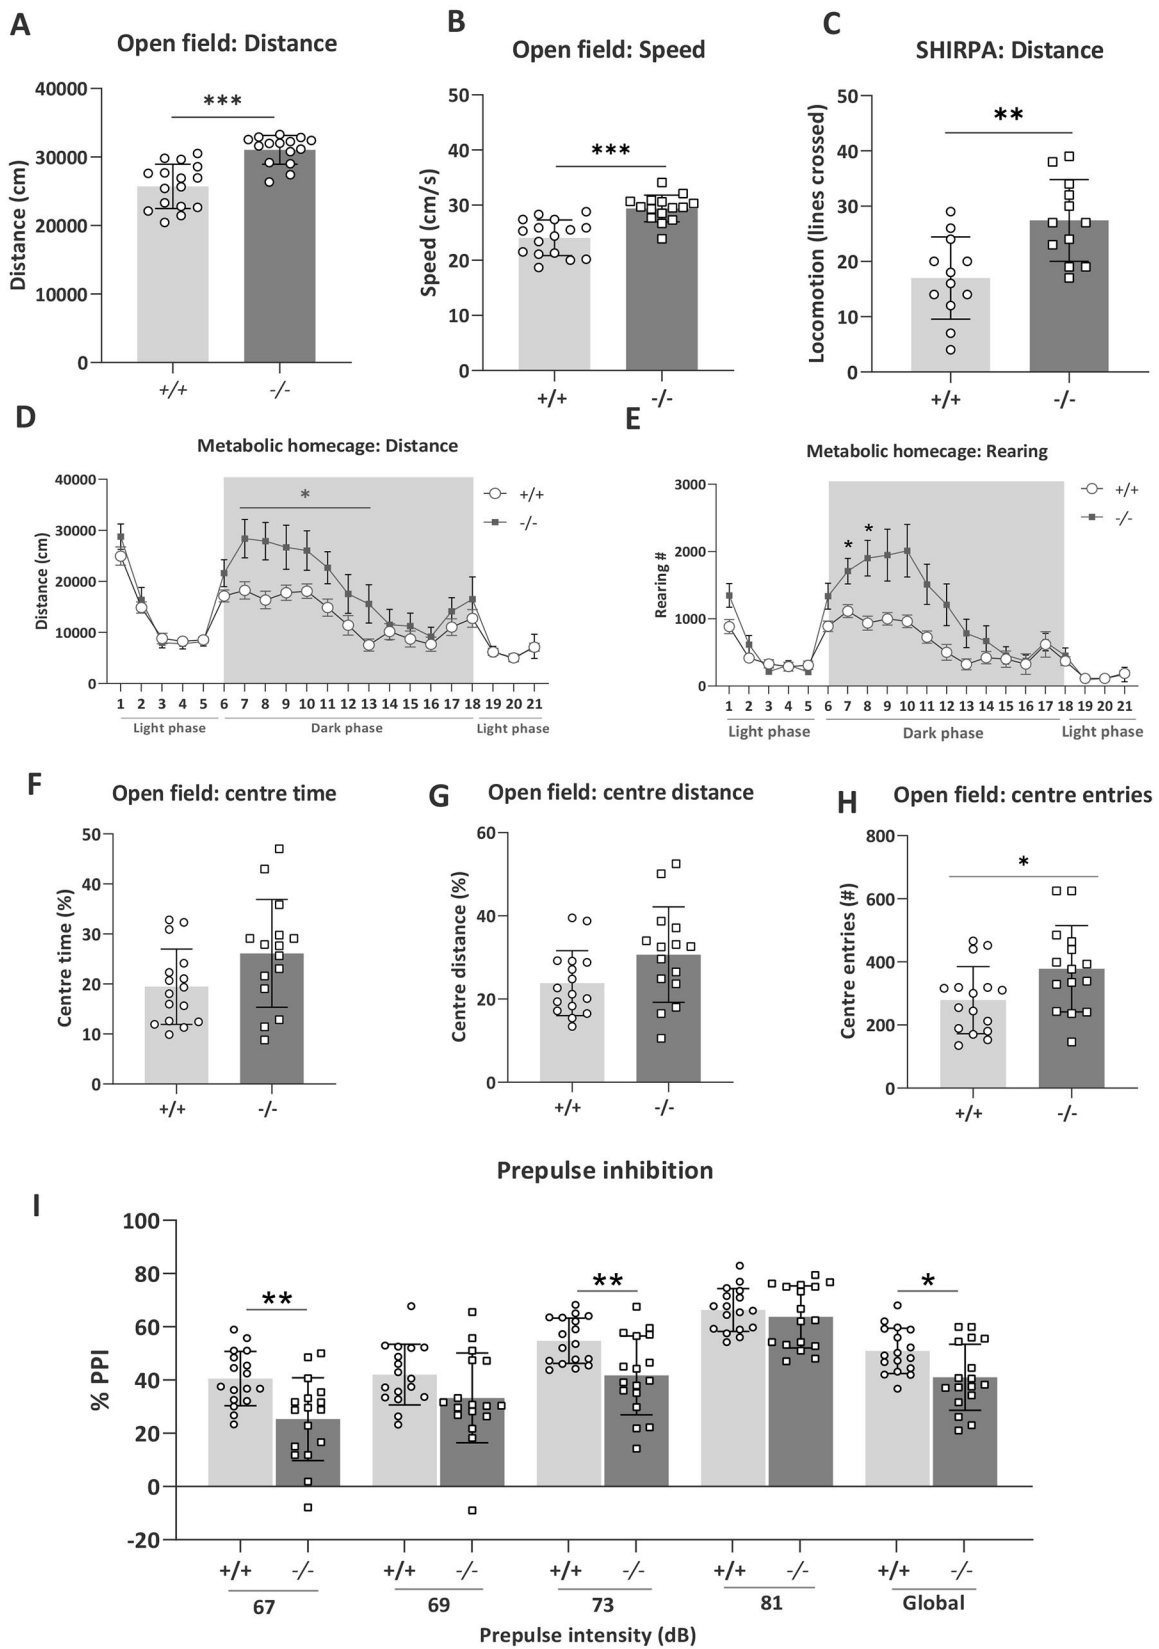 A
Open field: Distance
Distance (cm)
40000
30000
20000
10000
0
***
+/+ -/-
B
Open field: Speed
Speed (cm/s)
50
40
30
20
10
0
***
+/+ -/-
C
SHIRPA: Distance
Locomotion (lines crossed)
50
40
30
20
10
0
**
+/+ -/-
D
Metabolic homecage: Distance
Distance (cm)
40000
30000
20000
10000
0
*
+/+
-/-
1 2 3 4 5 6 7 8 9 10 11 12 13 14 15 16 17 18 19 20 21
Light phase Dark phase Light phase
E
Metabolic homecage: Rearing
Rearing #
3000
2000
1000
0
* *
+/+
-/-
1 2 3 4 5 6 7 8 9 10 11 12 13 14 15 16 17 18 19 20 21
Light phase Dark phase Light phase
F
Open field: centre time
Centre time (%)
50
40
30
20
10
0
+/+ -/-
G
Open field: centre distance
Centre distance (%)
60
40
20
0
+/+ -/-
H
Open field: centre entries
Centre entries (#)
800
600
400
200
0
*
+/+ -/-
I
Prepulse inhibition
% PPI
100
80
60
40
20
0
-20
** ** *
+/+ -/- +/+ -/- +/+ -/- +/+ -/- +/+ -/-
67 69 73 81 Global
Prepulse intensity (dB)